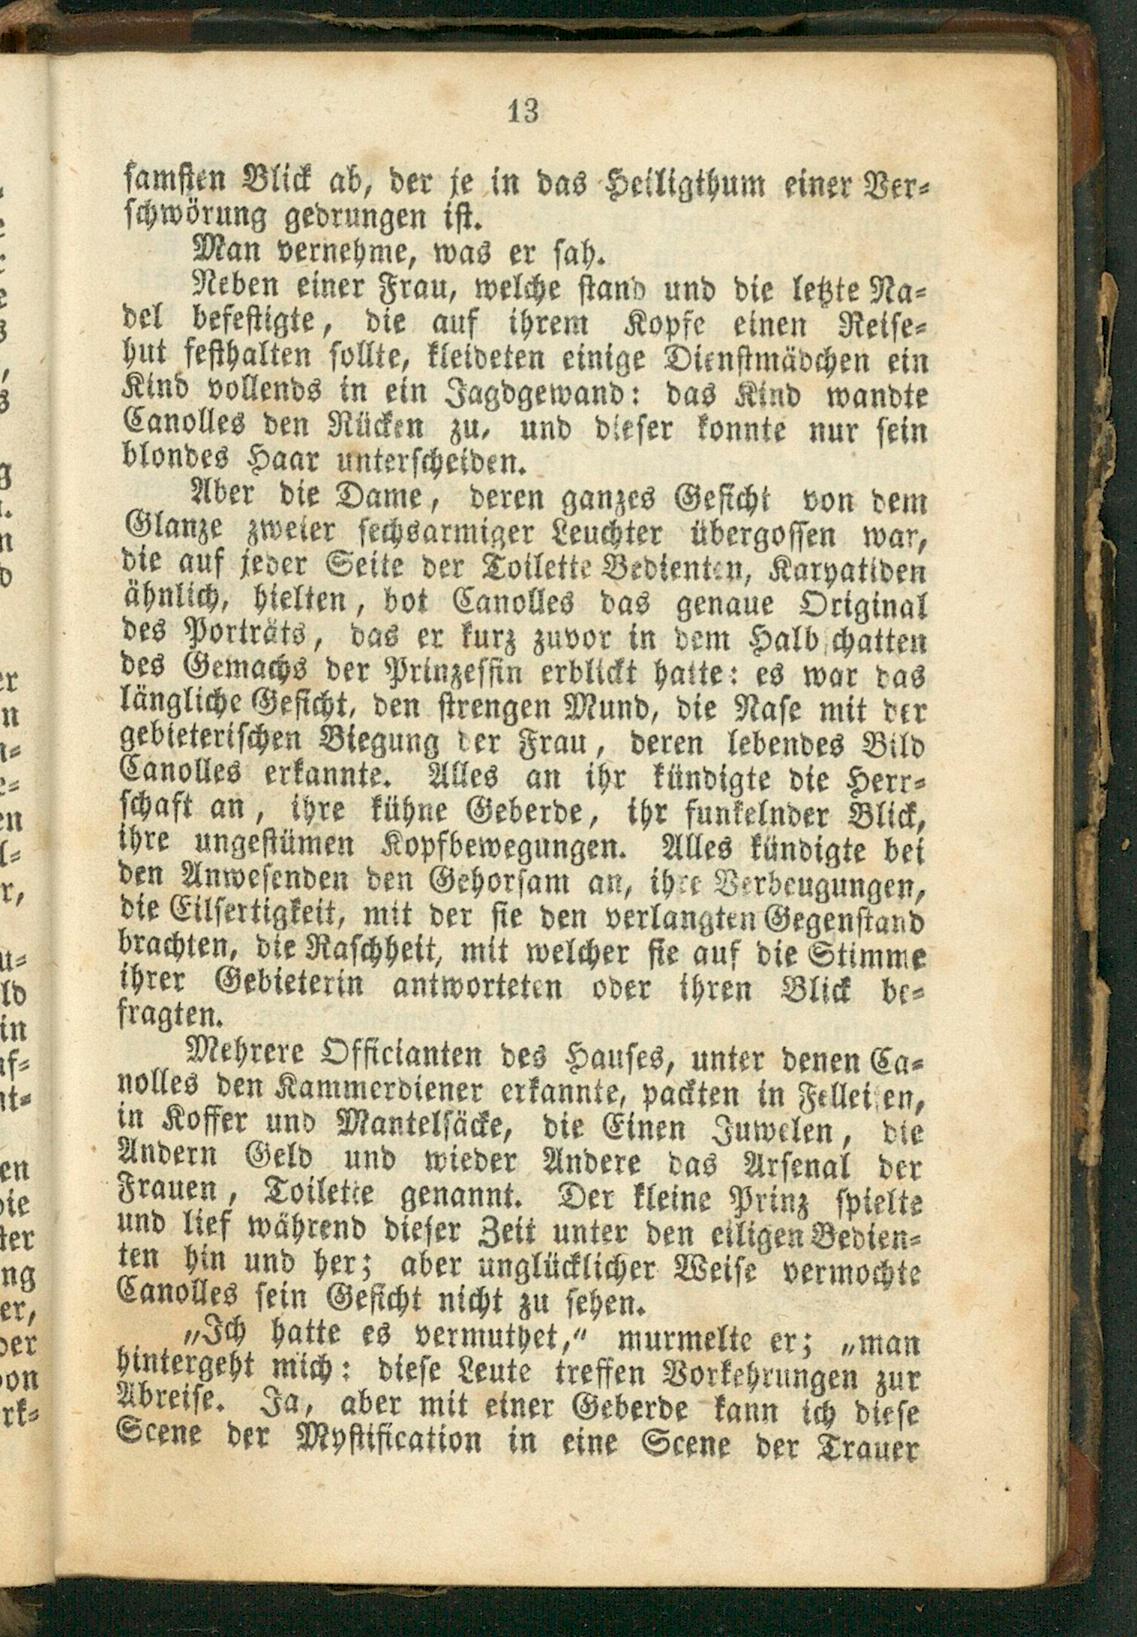 13
samsten Blick ab, der je in das Heiligthum einer Ver-
schwörung gedrungen ist.
Man vernehme, was er sah.
Neben einer Frau, welche stand und die letzte Na-
del befestigte, die auf ihrem Kopfe einen Reise-
hut festhalten sollte, kleideten einige Dienstmädchen ein
Kind vollends in ein Jagdgewand: das Kind wandte
Canolles den Rücken zu, und dieser konnte nur sein
blondes Haar unterscheiden.
Aber die Dame, deren ganzes Gesicht von dem
Glanze zweier sechsarmiger Leuchter übergossen war,
die auf jeder Seite der Toilette Bedienten, Karyatiden
ähnlich, hielten, bot Canolles das genaue Original
des Porträts, das er kurz zuvor in dem Halbschatten
des Gemachs der Prinzessin erblickt hatte: es war das
längliche Gesicht, den strengen Mund, die Nase mit der
gebieterischen Biegung der Frau, deren lebendes Bild
Canolles erkannte. Alles an ihr kündigte die Herr-
schaft an, ihre kühne Geberde, ihr funkelnder Blick,
ihre ungestümen Kopfbewegungen. Alles kündigte bei
den Anwesenden den Gehorsam an, ihre Verbeugungen,
die Eilfertigkeit, mit der sie den verlangten Gegenstand
brachten, die Raschheit, mit welcher sie auf die Stimme
ihrer Gebieterin antworteten oder ihren Blick be-
fragten.
Mehrere Officianten des Hauses, unter denen Ca-
nolles den Kammerdiener erkannte, packten in Felleisen,
in Koffer und Mantelsäcke, die Einen Juwelen, die
Andern Geld und wieder Andere das Arsenal der
Frauen, Toilette genannt. Der kleine Prinz spielte
und lief während dieser Zeit unter den eiligen Bedien-
ten hin und her; aber unglücklicher Weise vermochte
Canolles sein Gesicht nicht zu sehen.
„Ich hatte es vermuthet,“ murmelte er; „man
hintergeht mich: diese Leute treffen Vorkehrungen zur
Abreise. Ja, aber mit einer Geberde kann ich diese
Scene der Mystification in eine Scene der Trauer